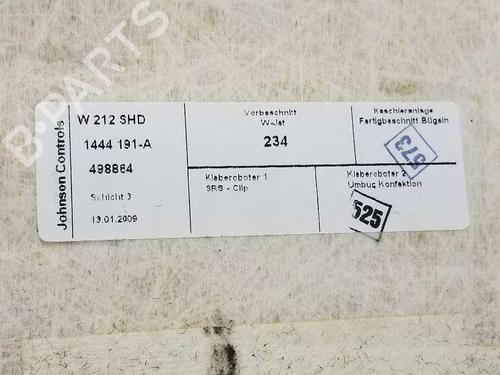 B-PARTS
Johnson Controls
W 212 SHD
1444 191-A
498864
Schicht 3
13.01.2009
Vorbeschnitt
W-Jet
234
Kaschieranlage
Fertigbeschnitt Bügeln
573
Kleberoboter 1
SRS - Clip
Kleberoboter 2
Umbug Konfektion
525